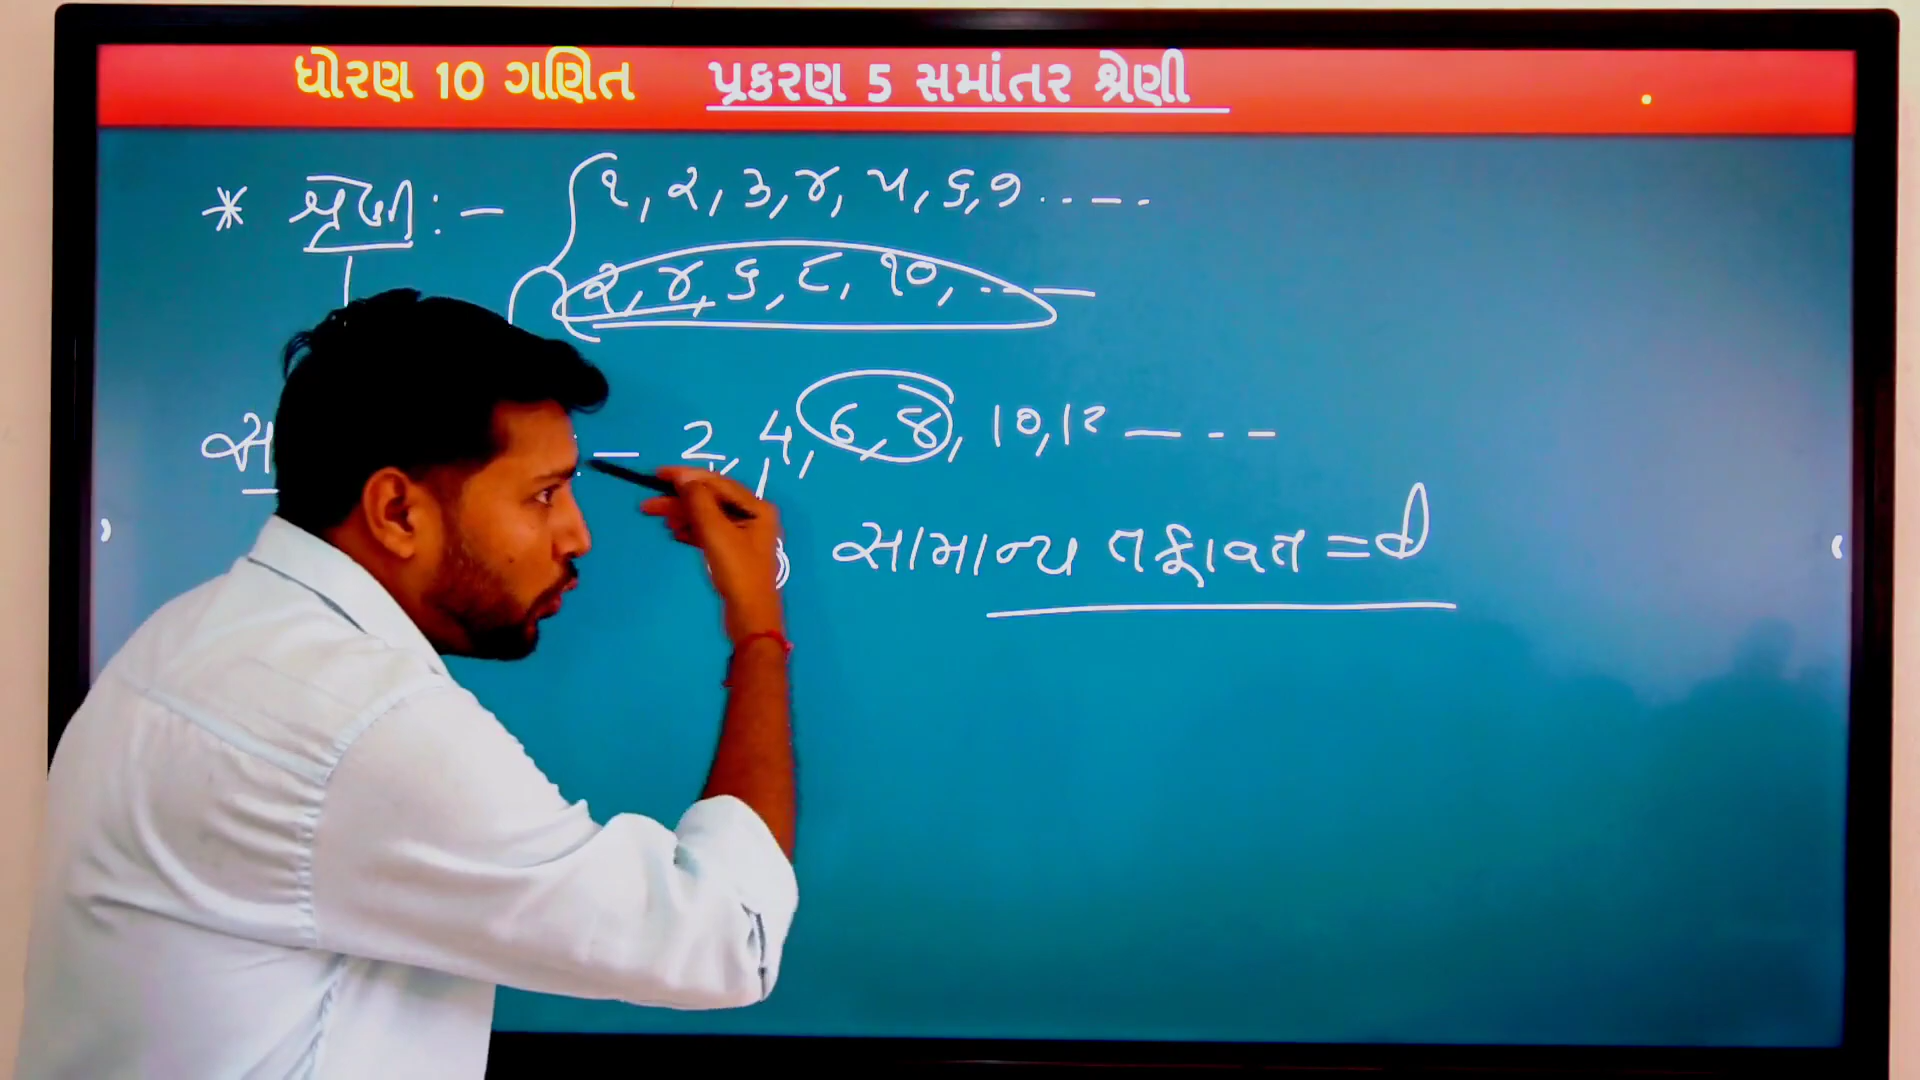 ધોરણ 10 ગણિત પ્રકરણ 5 સમાંતર શ્રેણી
* શ્રેણી :- ૧, ૨, ૩, ૪, ૫, ૬, ૭ ....
૨, ૪, ૬, ૮, ૧૦, ...
:- 2, 4, 6, 8, 10, 12 - - -
સામાન્ય તફાવત = d